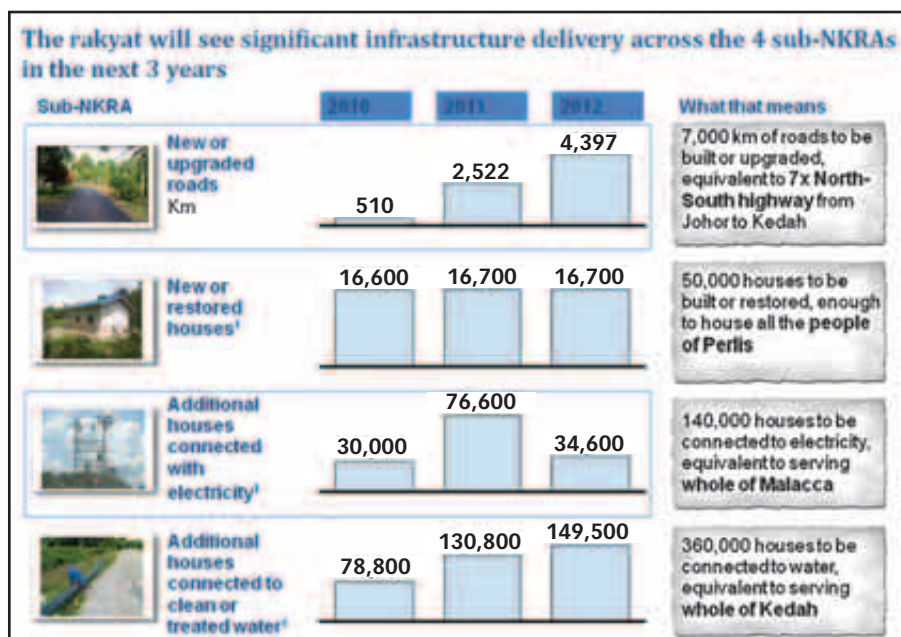 The rakyat will see significant infrastructure delivery across the 4 sub-NKRAs
in the next 3 years
Sub-NKRA
2010
2011
2012
What that means
New or
upgraded
roads
Km
510
2,522
4,397
7,000 km of roads to be
built or upgraded,
equivalent to 7x North-
South highway from
Johor to Kedah
New or
restored
houses¹
16,600
16,700
16,700
50,000 houses to be
built or restored, enough
to house all the people
of Perlis
Additional
houses
connected
with
electricity¹
30,000
76,600
34,600
140,000 houses to be
connected to electricity,
equivalent to serving
whole of Malacca
Additional
houses
connected to
clean or
treated water¹
78,800
130,800
149,500
360,000 houses to be
connected to water,
equivalent to serving
whole of Kedah